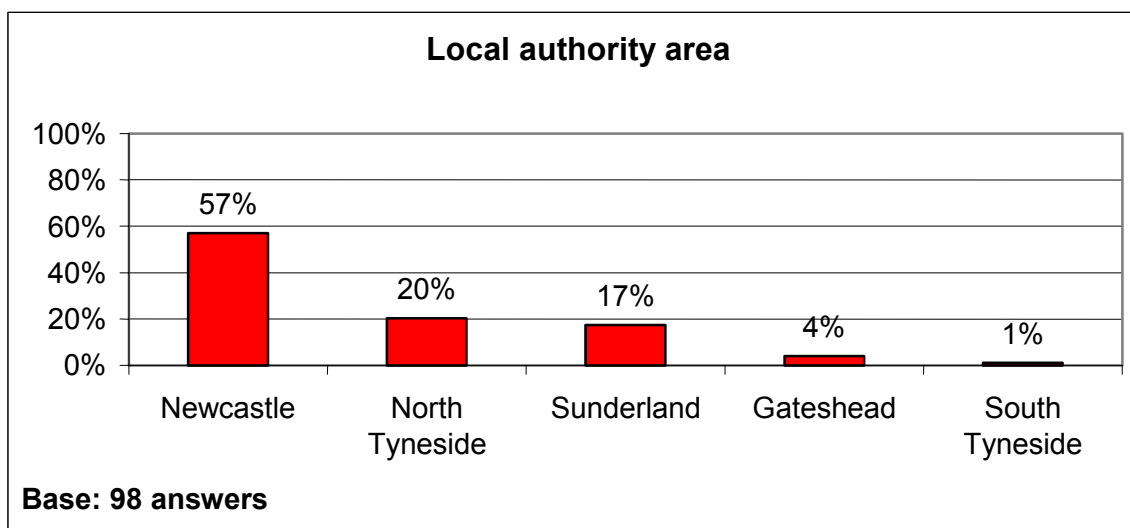 Local authority area
100%
80%
60%
40%
20%
0%
57%
20%
17%
4%
1%
Newcastle
North
Tyneside
Sunderland
Gateshead
South
Tyneside
Base: 98 answers